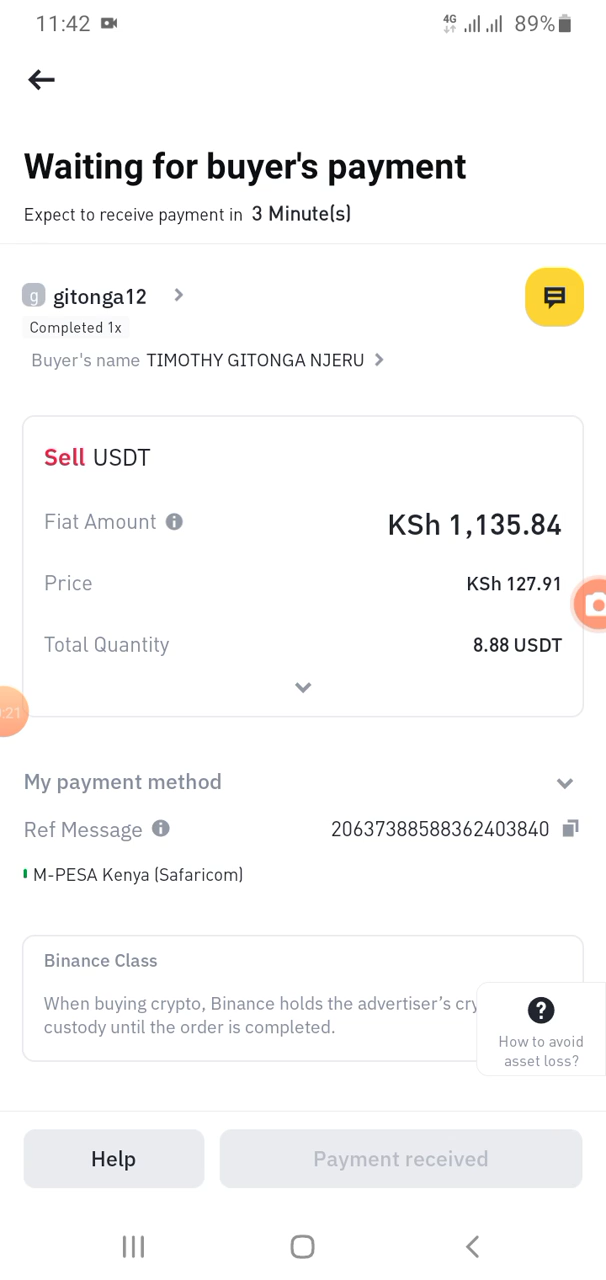 11:42
4G
89%
Waiting for buyer's payment
Expect to receive payment in 3 Minute(s)
g gitonga12
Completed 1x
Buyer's name TIMOTHY GITONGA NJERU
Sell USDT
Fiat Amount KSh 1,135.84
Price KSh 127.91
Total Quantity 8.88 USDT
:21
My payment method
Ref Message 20637388588362403840
M-PESA Kenya (Safaricom)
Binance Class
When buying crypto, Binance holds the advertiser's
custody until the order is completed.
How to avoid
asset loss?
Help
Payment received